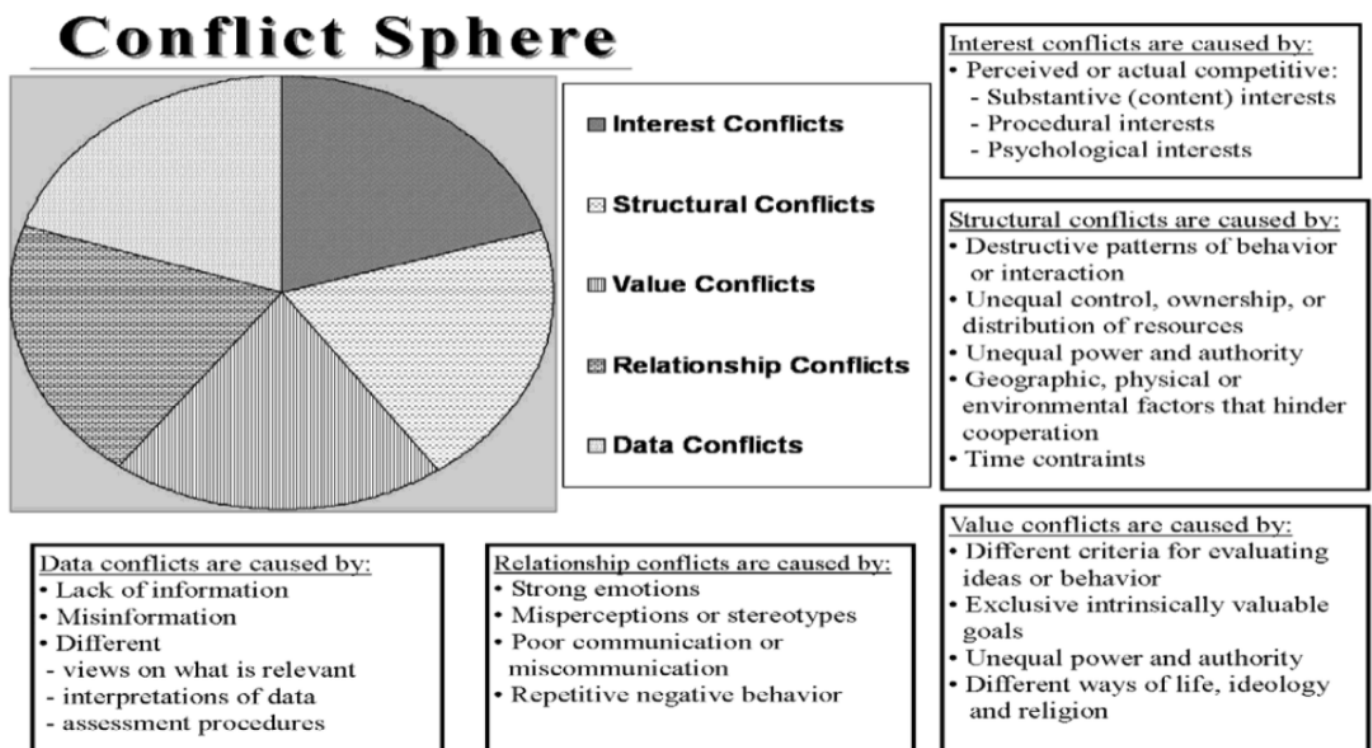 Conflict Sphere
Interest Conflicts
Structural Conflicts
Value Conflicts
Relationship Conflicts
Data Conflicts
Interest conflicts are caused by:
• Perceived or actual competitive:
- Substantive (content) interests
- Procedural interests
- Psychological interests
Structural conflicts are caused by:
• Destructive patterns of behavior
or interaction
• Unequal control, ownership, or
distribution of resources
• Unequal power and authority
• Geographic, physical or
environmental factors that hinder
cooperation
• Time contraints
Value conflicts are caused by:
• Different criteria for evaluating
ideas or behavior
• Exclusive intrinsically valuable
goals
• Unequal power and authority
• Different ways of life, ideology
and religion
Data conflicts are caused by:
• Lack of information
• Misinformation
• Different
- views on what is relevant
- interpretations of data
- assessment procedures
Relationship conflicts are caused by:
• Strong emotions
• Misperceptions or stereotypes
• Poor communication or
miscommunication
• Repetitive negative behavior